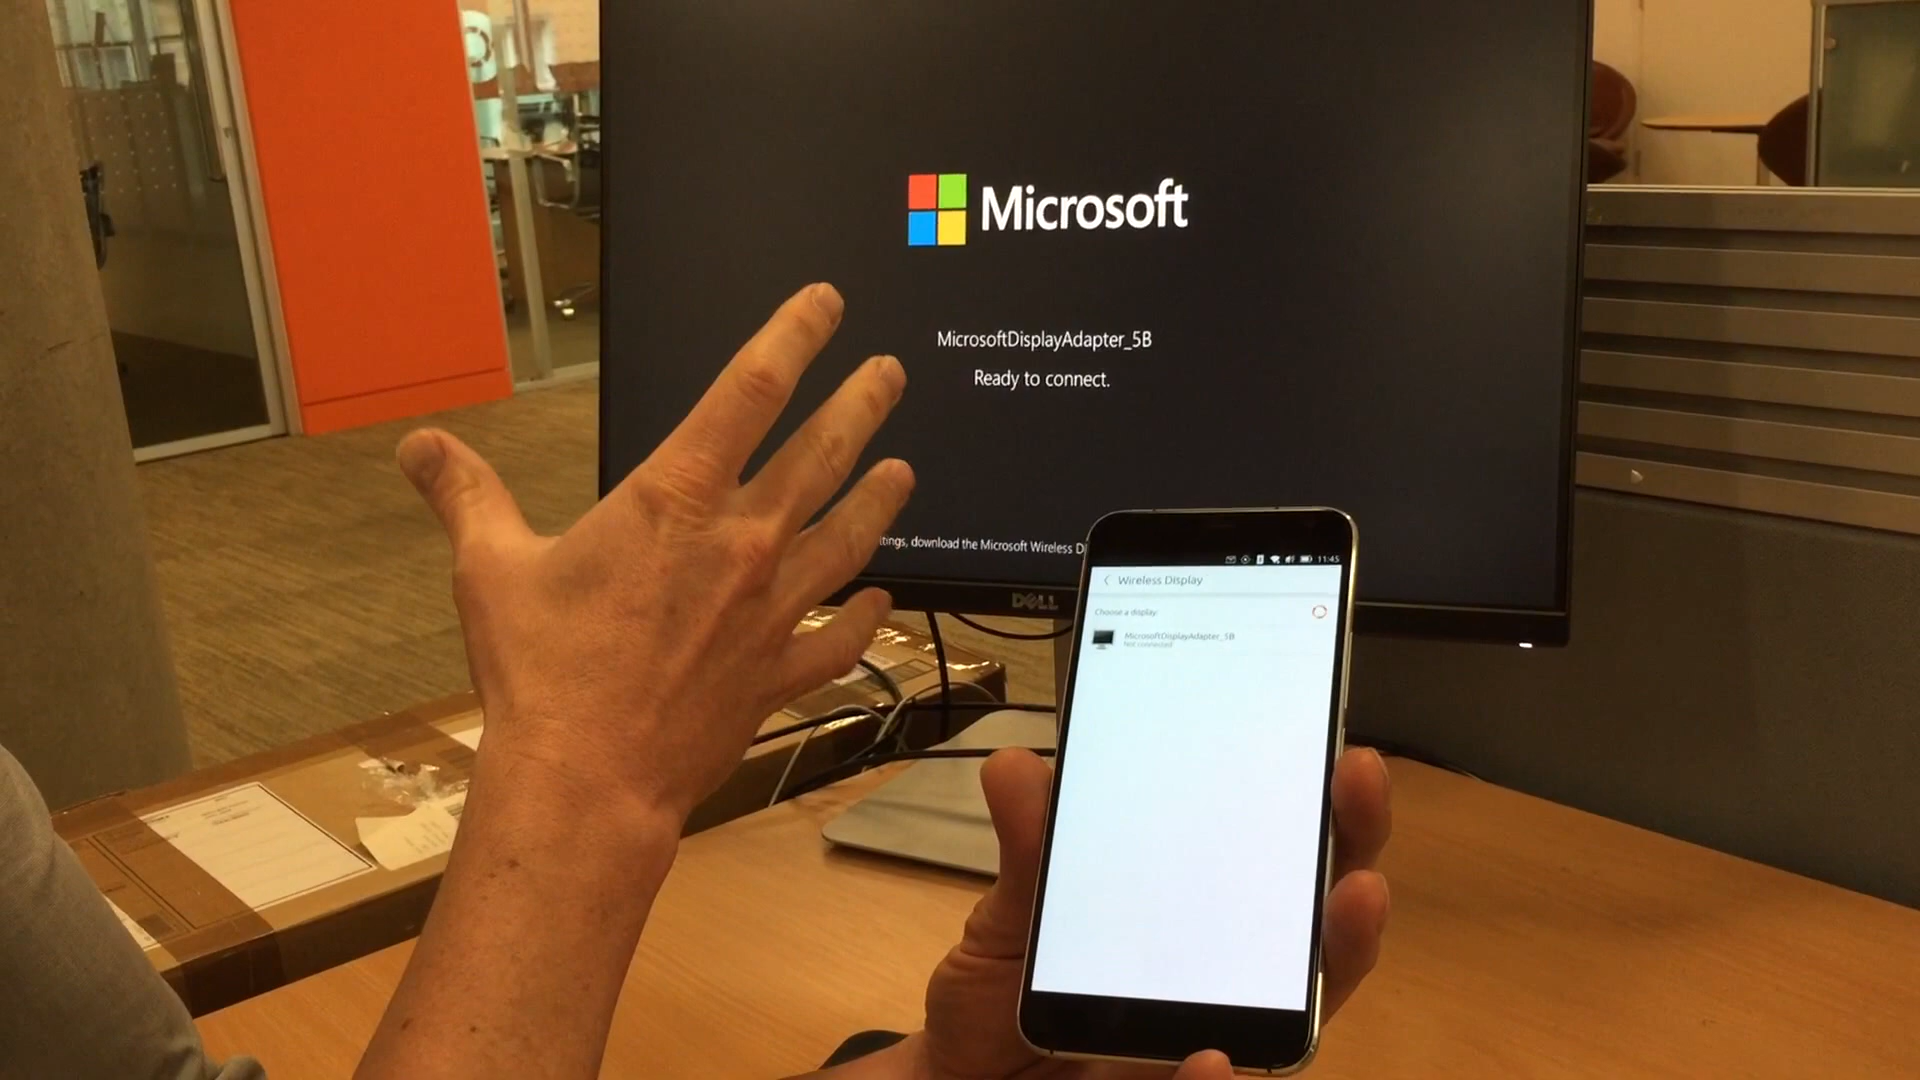 Microsoft
MicrosoftDisplayAdapter_5B
Ready to connect.
download the Microsoft Wireless
DELL
11:45
Wireless Display
Choose a display
MicrosoftDisplayAdapter_5B
Not connected